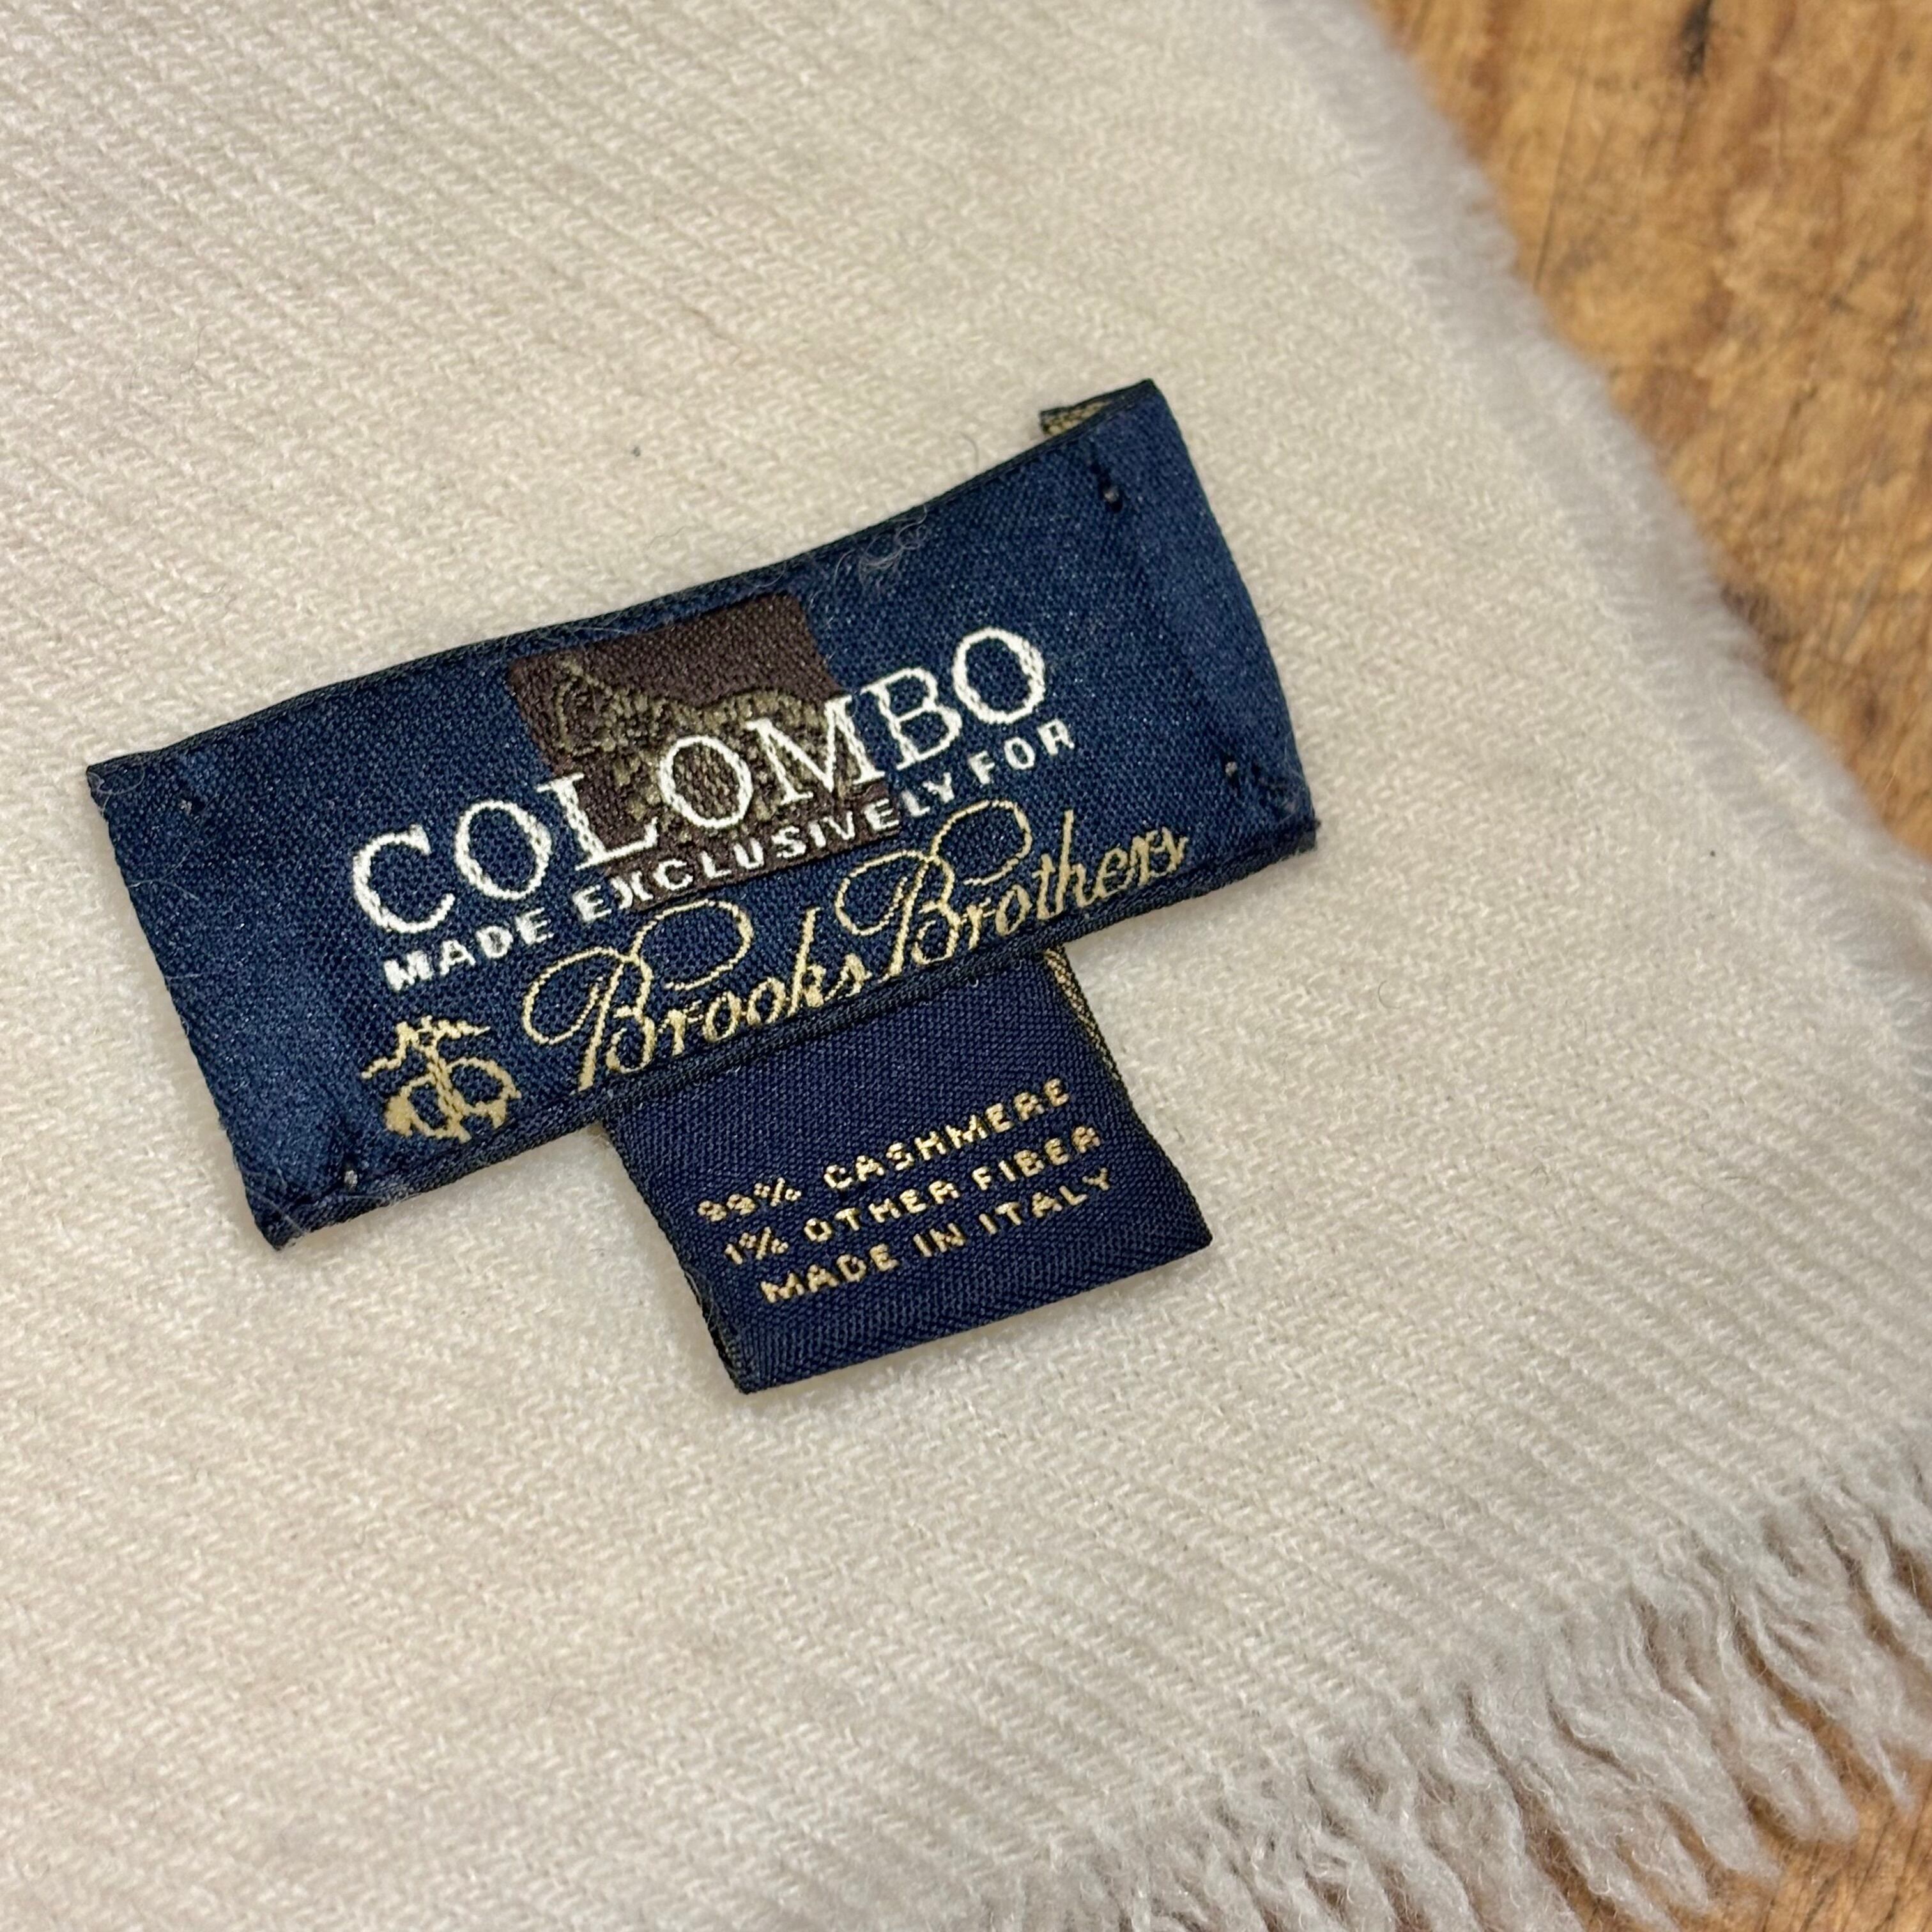 COLOMBO
MADE EXCLUSIVELY FOR
Brooks Brothers
99% CASHMERE
1% OTHER FIBER
MADE IN ITALY